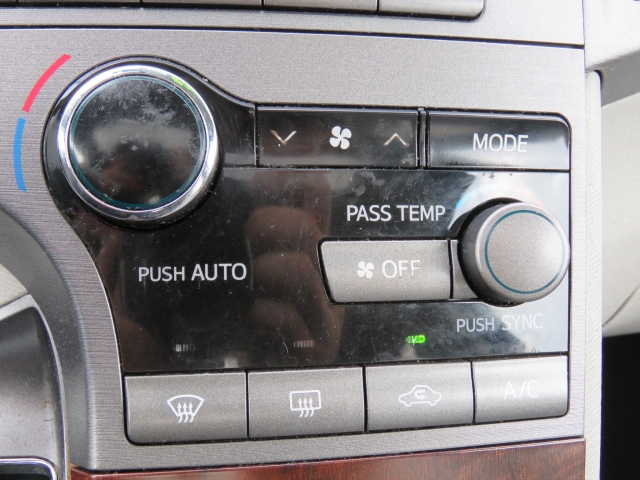 MODE
PASS TEMP
OFF
PUSH AUTO
PUSH SYNC
A/C